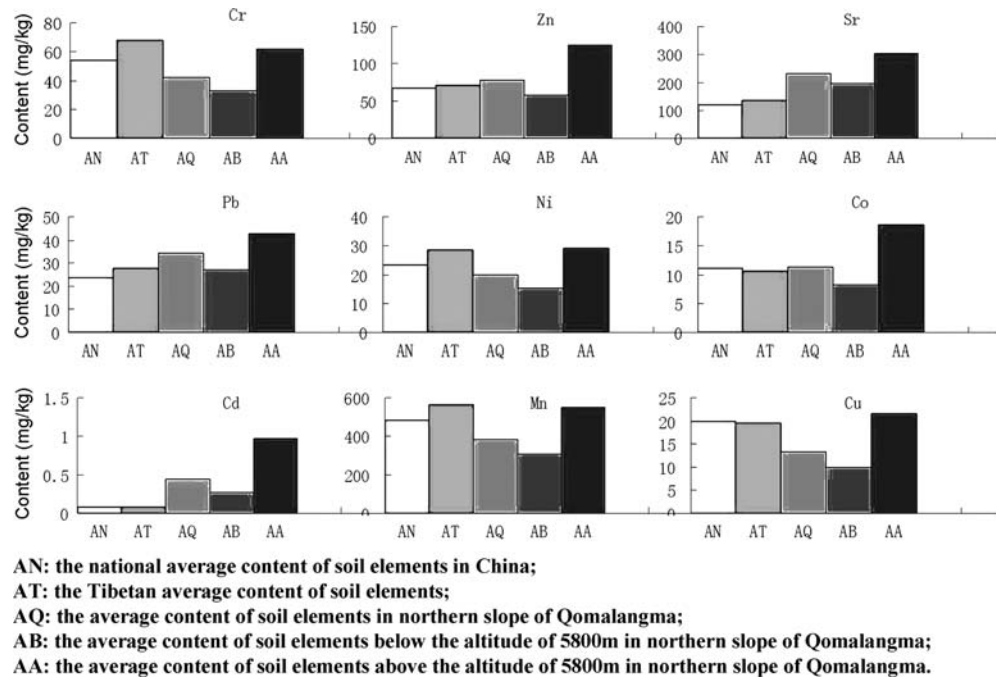 Cr
Zn
Sr
Content (mg/kg)
80
60
40
20
0
AN AT AQ AB AA
150
100
50
0
AN AT AQ AB AA
400
300
200
100
0
AN AT AQ AB AA
Pb
Ni
Co
Content (mg/kg)
50
40
30
20
10
0
AN AT AQ AB AA
40
30
20
10
0
AN AT AQ AB AA
20
15
10
5
0
AN AT AQ AB AA
Cd
Mn
Cu
Content (mg/kg)
1.5
1
0.5
0
AN AT AQ AB AA
600
400
200
0
AN AT AQ AB AA
25
20
15
10
5
0
AN AT AQ AB AA
AN: the national average content of soil elements in China;
AT: the Tibetan average content of soil elements;
AQ: the average content of soil elements in northern slope of Qomalangma;
AB: the average content of soil elements below the altitude of 5800m in northern slope of Qomalangma;
AA: the average content of soil elements above the altitude of 5800m in northern slope of Qomalangma.